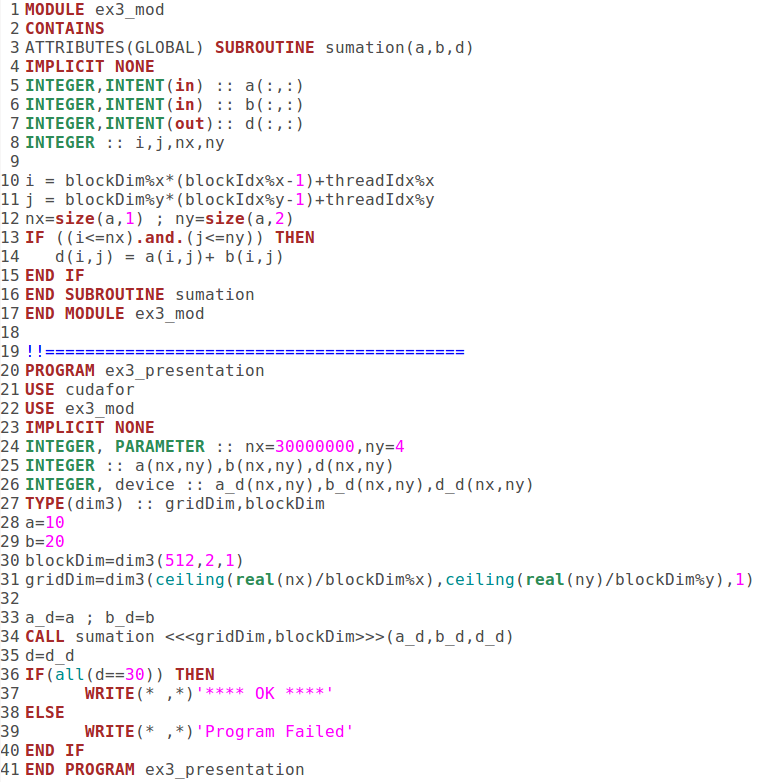 1 MODULE ex3_mod
2 CONTAINS
3 ATTRIBUTES(GLOBAL) SUBROUTINE sumation(a,b,d)
4 IMPLICIT NONE
5 INTEGER,INTENT(in) :: a(:,:)
6 INTEGER,INTENT(in) :: b(:,:)
7 INTEGER,INTENT(out):: d(:,:)
8 INTEGER :: i,j,nx,ny
9
10 i = blockDim%x*(blockIdx%x-1)+threadIdx%x
11 j = blockDim%y*(blockIdx%y-1)+threadIdx%y
12 nx=size(a,1) ; ny=size(a,2)
13 IF ((i<=nx).and.(j<=ny)) THEN
14    d(i,j) = a(i,j)+ b(i,j)
15 END IF
16 END SUBROUTINE sumation
17 END MODULE ex3_mod
18
19 !!==========================================
20 PROGRAM ex3_presentation
21 USE cudafor
22 USE ex3_mod
23 IMPLICIT NONE
24 INTEGER, PARAMETER :: nx=30000000,ny=4
25 INTEGER :: a(nx,ny),b(nx,ny),d(nx,ny)
26 INTEGER, device :: a_d(nx,ny),b_d(nx,ny),d_d(nx,ny)
27 TYPE(dim3) :: gridDim,blockDim
28 a=10
29 b=20
30 blockDim=dim3(512,2,1)
31 gridDim=dim3(ceiling(real(nx)/blockDim%x),ceiling(real(ny)/blockDim%y),1)
32
33 a_d=a ; b_d=b
34 CALL sumation <<<gridDim,blockDim>>>(a_d,b_d,d_d)
35 d=d_d
36 IF(all(d==30)) THEN
37       WRITE(* ,*)'**** OK ****'
38 ELSE
39       WRITE(* ,*)'Program Failed'
40 END IF
41 END PROGRAM ex3_presentation